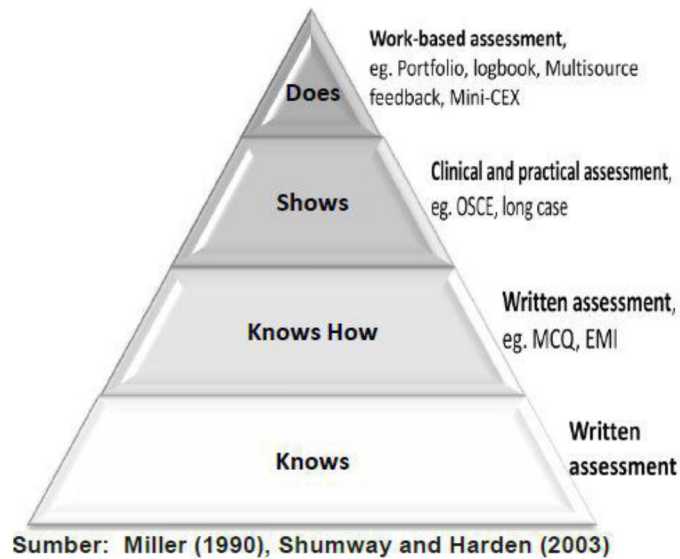 Work-based assessment,
eg. Portfolio, logbook, Multisource
feedback, Mini-CEX
Does
Clinical and practical assessment,
eg. OSCE, long case
Shows
Written assessment,
eg. MCQ, EMI
Knows How
Written
assessment
Knows
Sumber: Miller (1990), Shumway and Harden (2003)